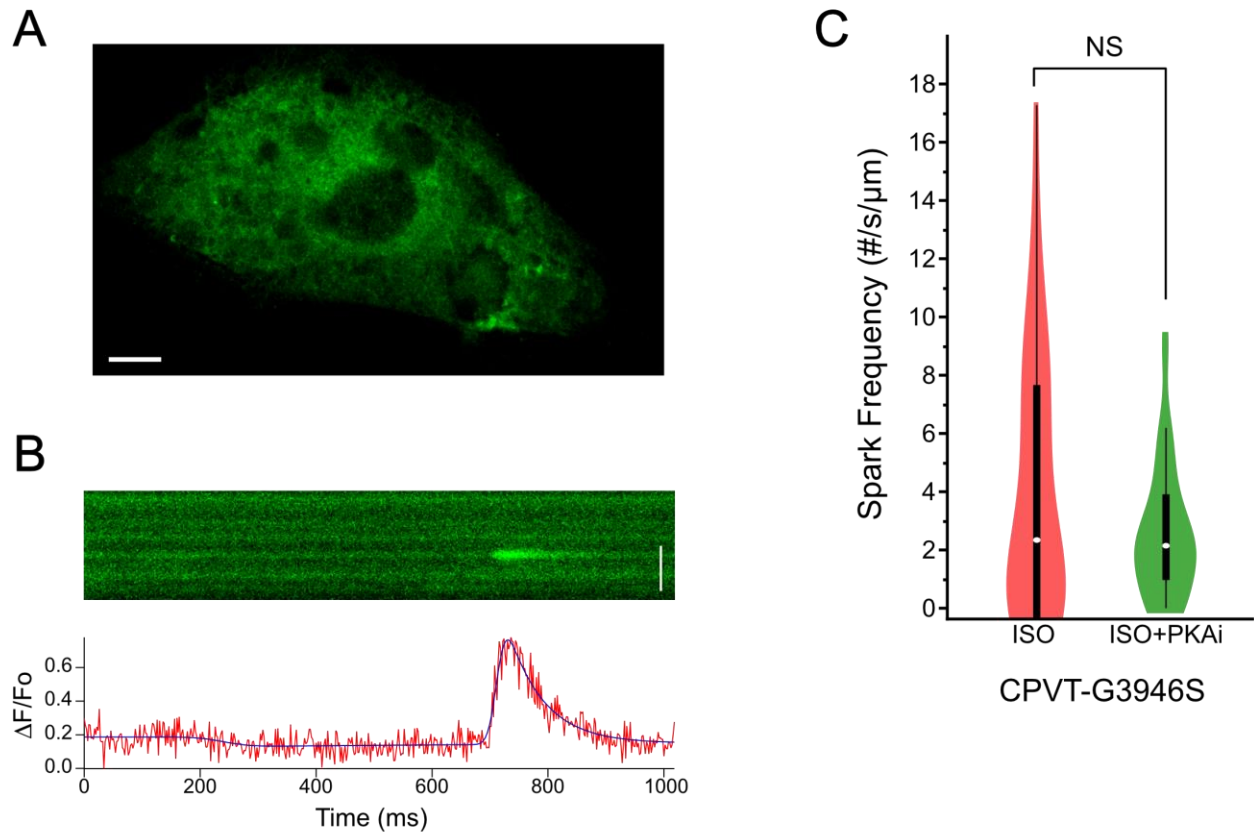 A
B
ΔF/Fo
0.6
0.4
0.2
0.0
0 200 400 600 800 1000
Time (ms)
C
NS
Spark Frequency (#/s/µm)
18
16
14
12
10
8
6
4
2
0
ISO ISO+PKAi
CPVT-G3946S